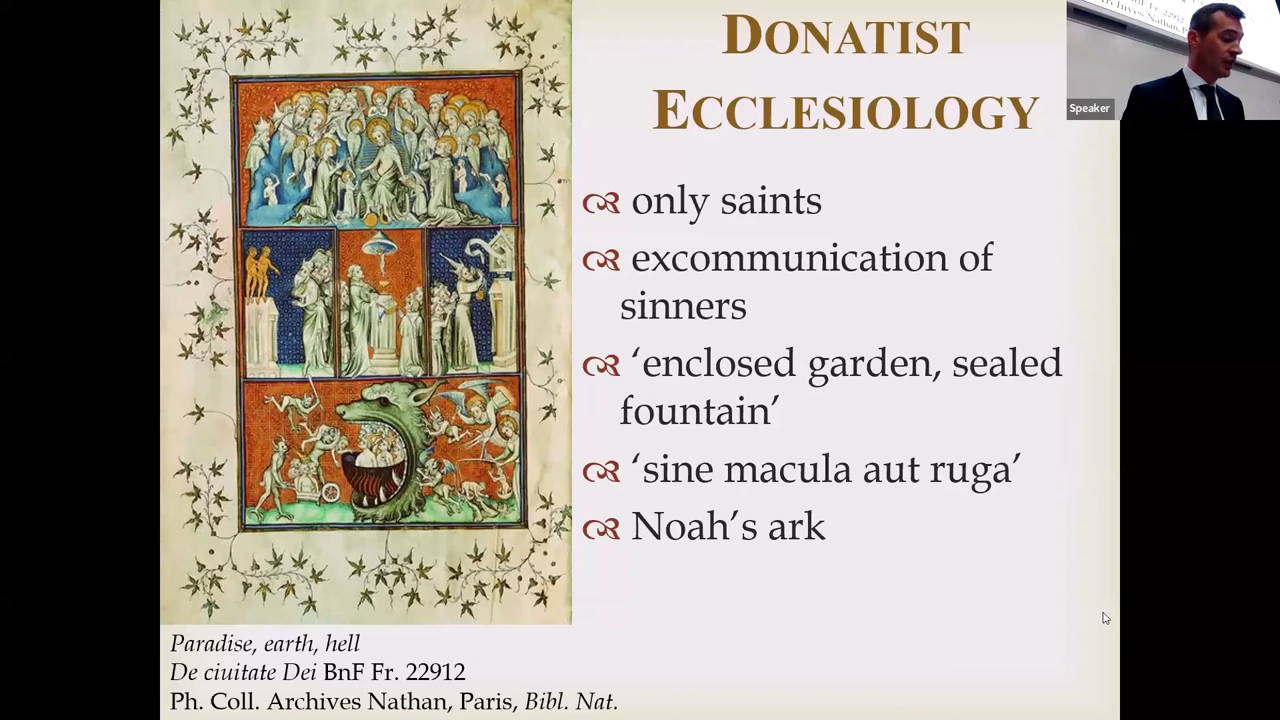 DONATIST
ECCLESIOLOGY
only saints
excommunication of
sinners
‘enclosed garden, sealed
fountain’
‘sine macula aut ruga’
Noah’s ark
Paradise, earth, hell
De ciuitate Dei BnF Fr. 22912
Ph. Coll. Archives Nathan, Paris, Bibl. Nat.
Speaker